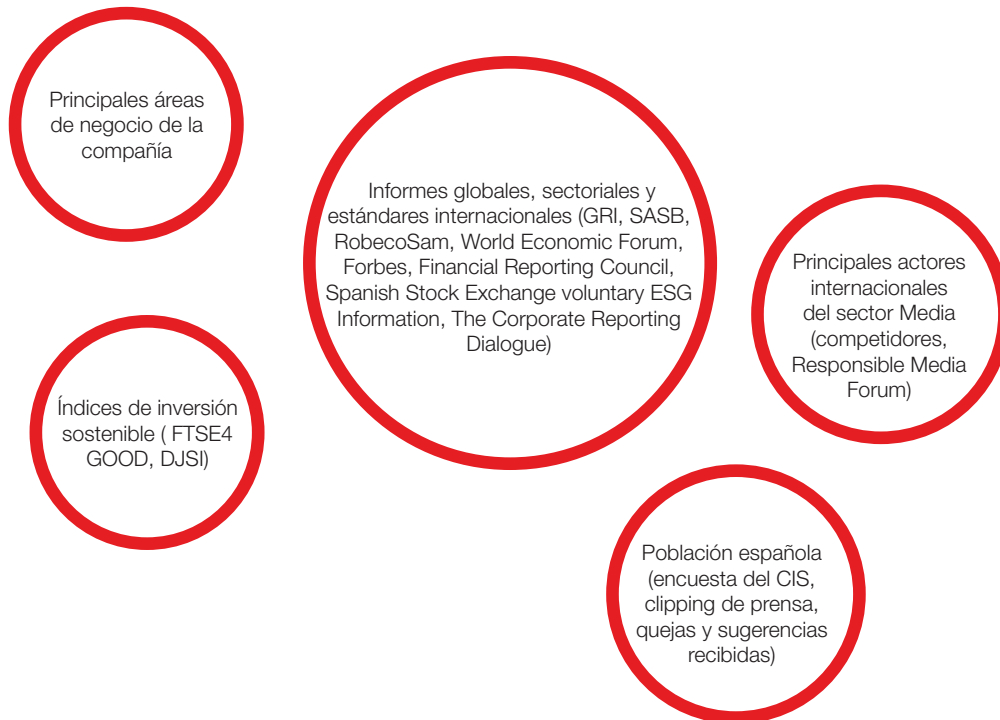 Principales áreas
de negocio de la
compañía
Informes globales, sectoriales y
estándares internacionales (GRI, SASB,
RobecoSam, World Economic Forum,
Forbes, Financial Reporting Council,
Spanish Stock Exchange voluntary ESG
Information, The Corporate Reporting
Dialogue)
Principales actores
internacionales
del sector Media
(competidores,
Responsible Media
Forum)
Índices de inversión
sostenible ( FTSE4
GOOD, DJSI)
Población española
(encuesta del CIS,
clipping de prensa,
quejas y sugerencias
recibidas)